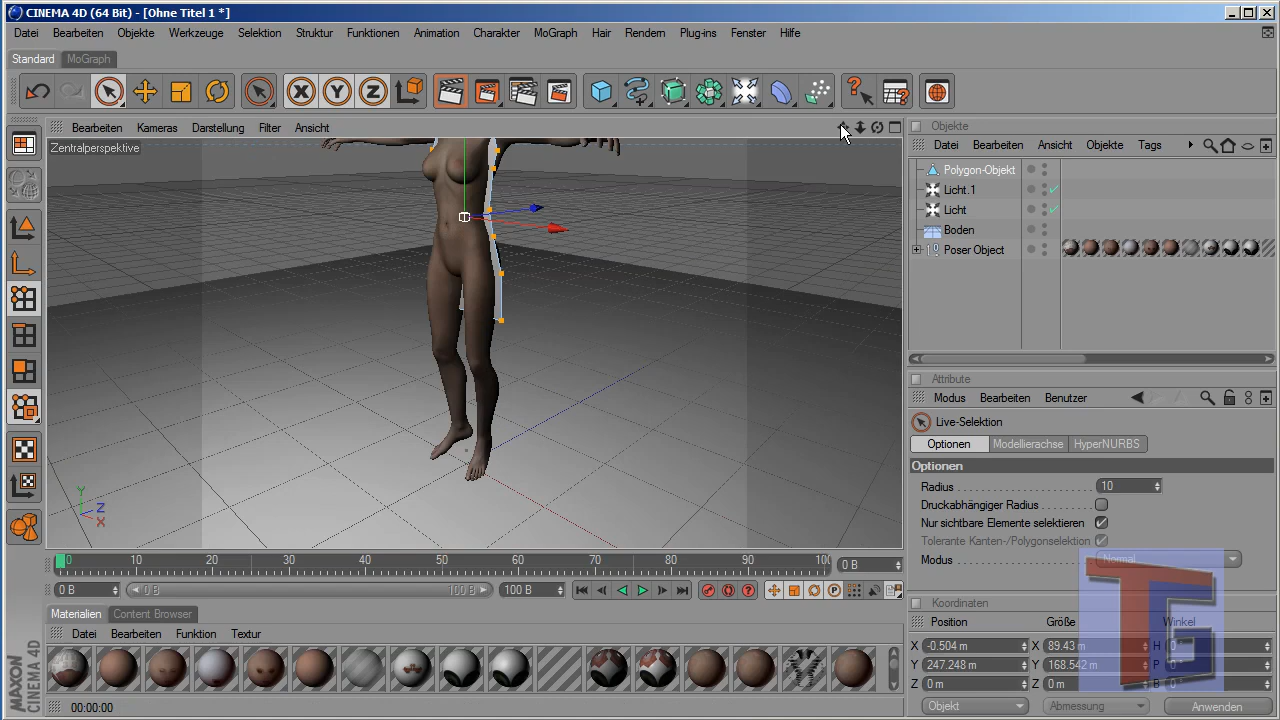 CINEMA 4D (64 Bit) - [Ohne Titel 1 *]
Datei Bearbeiten Objekte Werkzeuge Selektion Struktur Funktionen Animation Charakter MoGraph Hair Rendern Plug-ins Fenster Hilfe
Standard MoGraph
X Y Z
Bearbeiten Kameras Darstellung Filter Ansicht
Zentralperspektive
Y
Z
X
0 10 20 30 40 50 60 70 80 90 100
0 B
0 B 0 B 100 B 100 B
Materialien Content Browser
Datei Bearbeiten Funktion Textur
00:00:00
MAXON
CINEMA 4D
Objekte
Datei Bearbeiten Ansicht Objekte Tags
Polygon-Objekt
Licht.1
Licht
Boden
Poser Object
Attribute
Modus Bearbeiten Benutzer
Live-Selektion
Optionen Modellierachse HyperNURBS
Optionen
Radius 10
Druckabhängiger Radius
Nur sichtbare Elemente selektieren
Tolerante Kanten-/Polygonselektion
Modus Normal
Koordinaten
Position Größe Winkel
X -0.504 m X 89.43 m H 0°
Y 247.248 m Y 168.542 m P 0°
Z 0 m Z 0 m B 0°
Objekt Abmessung Anwenden
TG